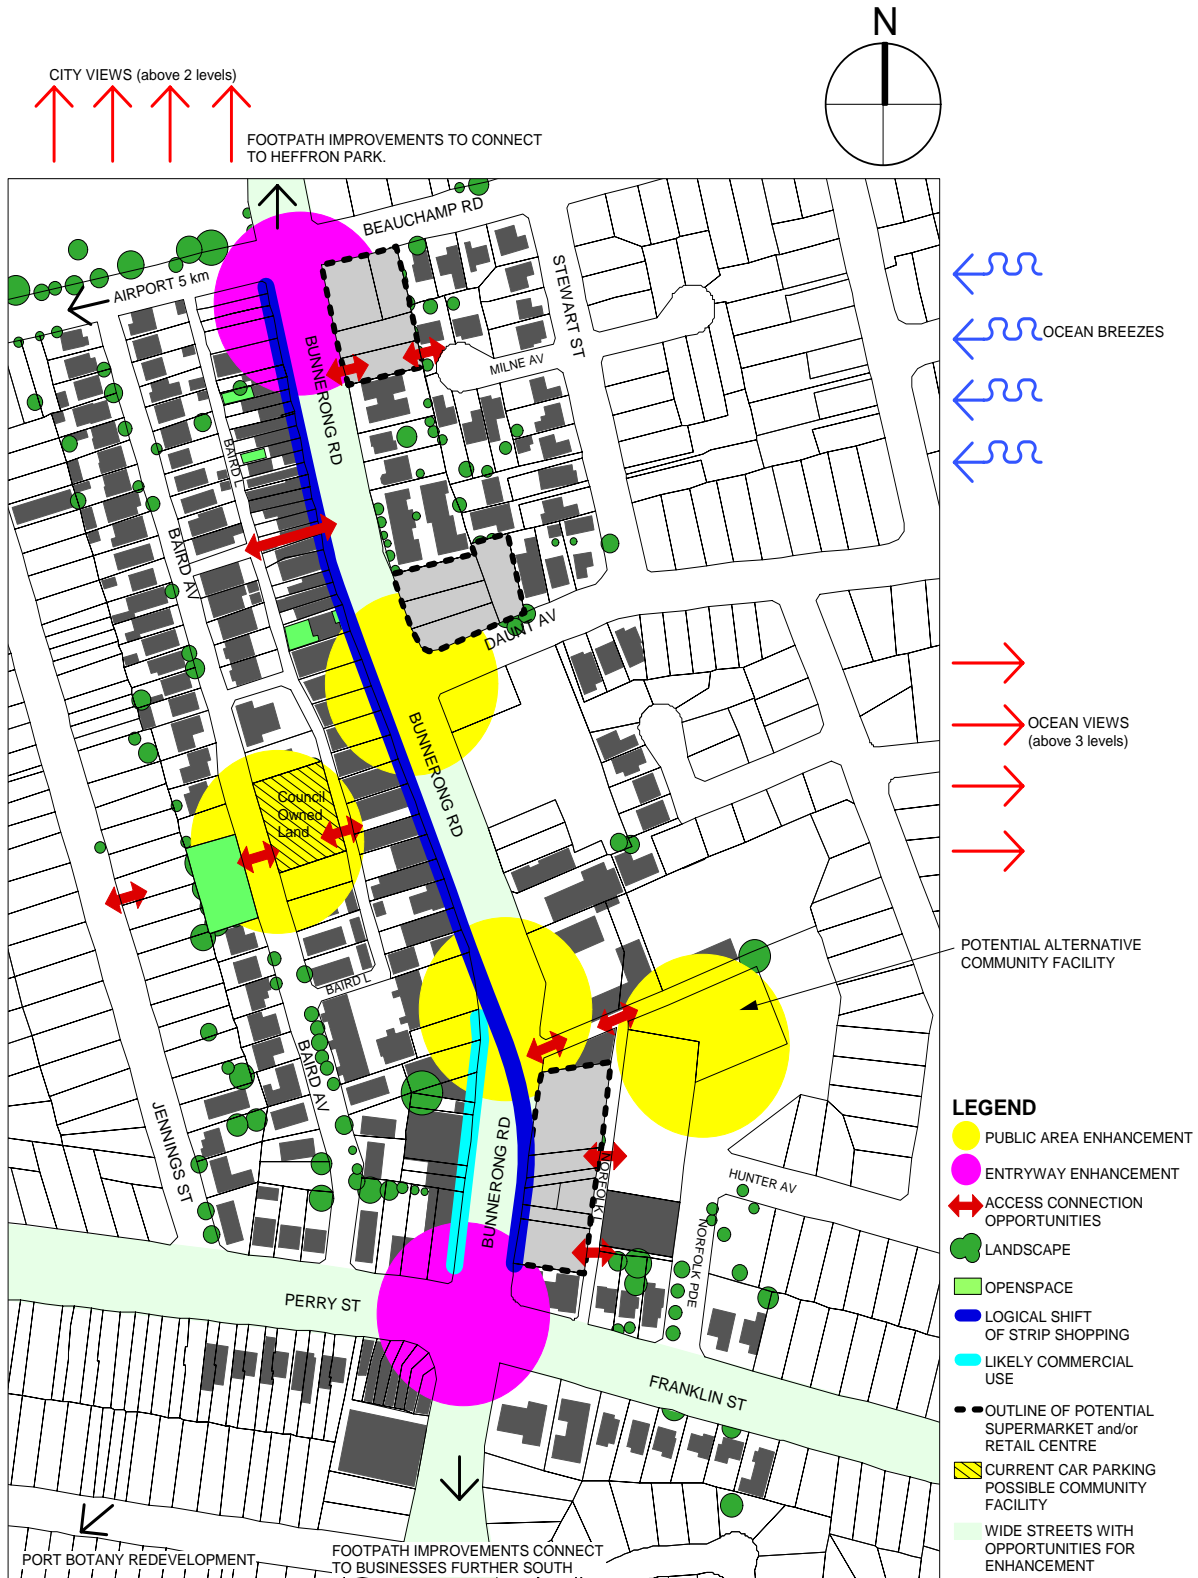 N
CITY VIEWS (above 2 levels)
FOOTPATH IMPROVEMENTS TO CONNECT
TO HEFFRON PARK.
BEAUCHAMP RD
AIRPORT 5 km
STEWART ST
OCEAN BREEZES
BUNNERONG RD
MILNE AV
BAIRD L
BAIRD AV
DAUNT AV
BUNNERONG RD
OCEAN VIEWS
(above 3 levels)
Council
Owned
Land
POTENTIAL ALTERNATIVE
COMMUNITY FACILITY
BAIRD L
BAIRD AV
JENNINGS ST
BUNNERONG RD
NORFOLK
HUNTER AV
NORFOLK PDE
PERRY ST
FRANKLIN ST
LEGEND
PUBLIC AREA ENHANCEMENT
ENTRYWAY ENHANCEMENT
ACCESS CONNECTION
OPPORTUNITIES
LANDSCAPE
OPENSPACE
LOGICAL SHIFT
OF STRIP SHOPPING
LIKELY COMMERCIAL
USE
OUTLINE OF POTENTIAL
SUPERMARKET and/or
RETAIL CENTRE
CURRENT CAR PARKING
POSSIBLE COMMUNITY
FACILITY
WIDE STREETS WITH
OPPORTUNITIES FOR
ENHANCEMENT
PORT BOTANY REDEVELOPMENT
FOOTPATH IMPROVEMENTS CONNECT
TO BUSINESSES FURTHER SOUTH